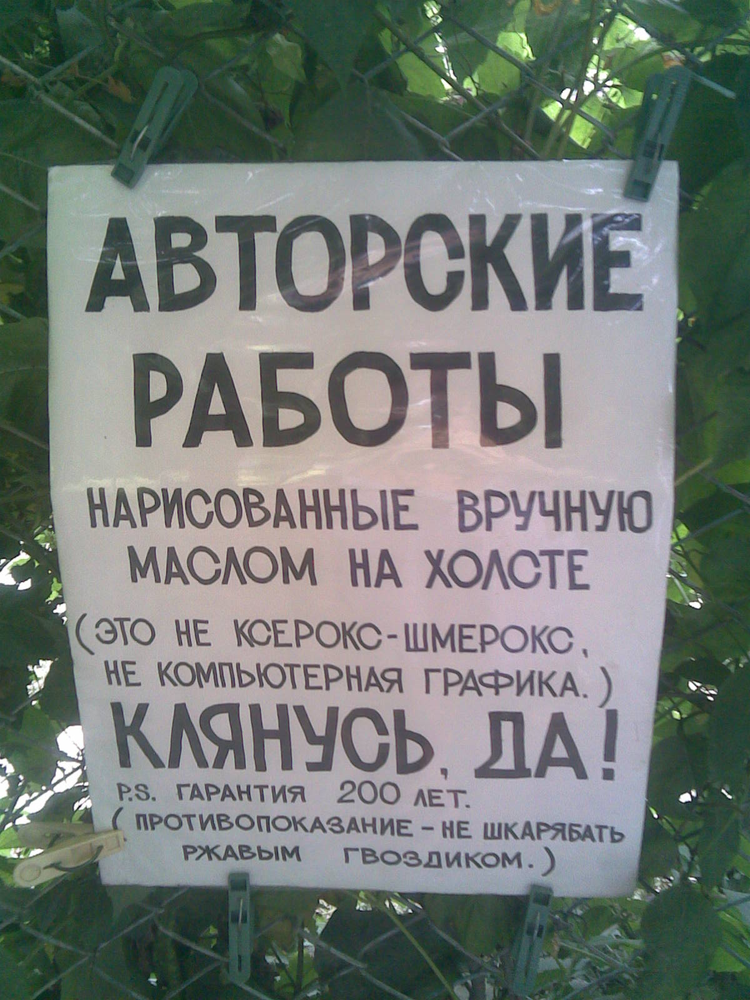 АВТОРСКИЕ
РАБОТЫ
НАРИСОВАННЫЕ ВРУЧНУЮ
МАСЛОМ НА ХОЛСТЕ
(ЭТО НЕ КСЕРОКС-ШМЕРОКС,
НЕ КОМПЬЮТЕРНАЯ ГРАФИКА.)
КЛЯНУСЬ, ДА!
P.S. ГАРАНТИЯ 200 ЛЕТ.
(ПРОТИВОПОКАЗАНИЕ - НЕ ШКАРЯБАТЬ
РЖАВЫМ ГВОЗДИКОМ.)